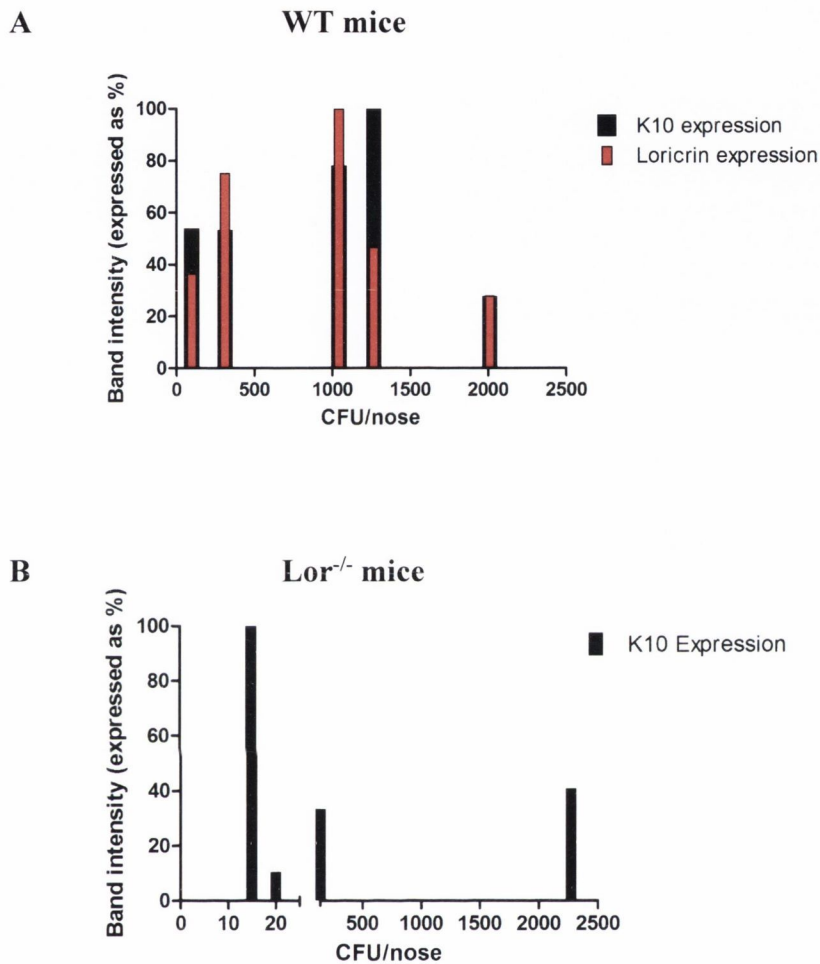 A
WT mice
Band intensity (expressed as %)
100
80
60
40
20
0
0 500 1000 1500 2000 2500
CFU/nose
K10 expression
Loricrin expression
B
Lor-/- mice
Band intensity (expressed as %)
100
80
60
40
20
0
0 10 20 500 1000 1500 2000 2500
CFU/nose
K10 Expression